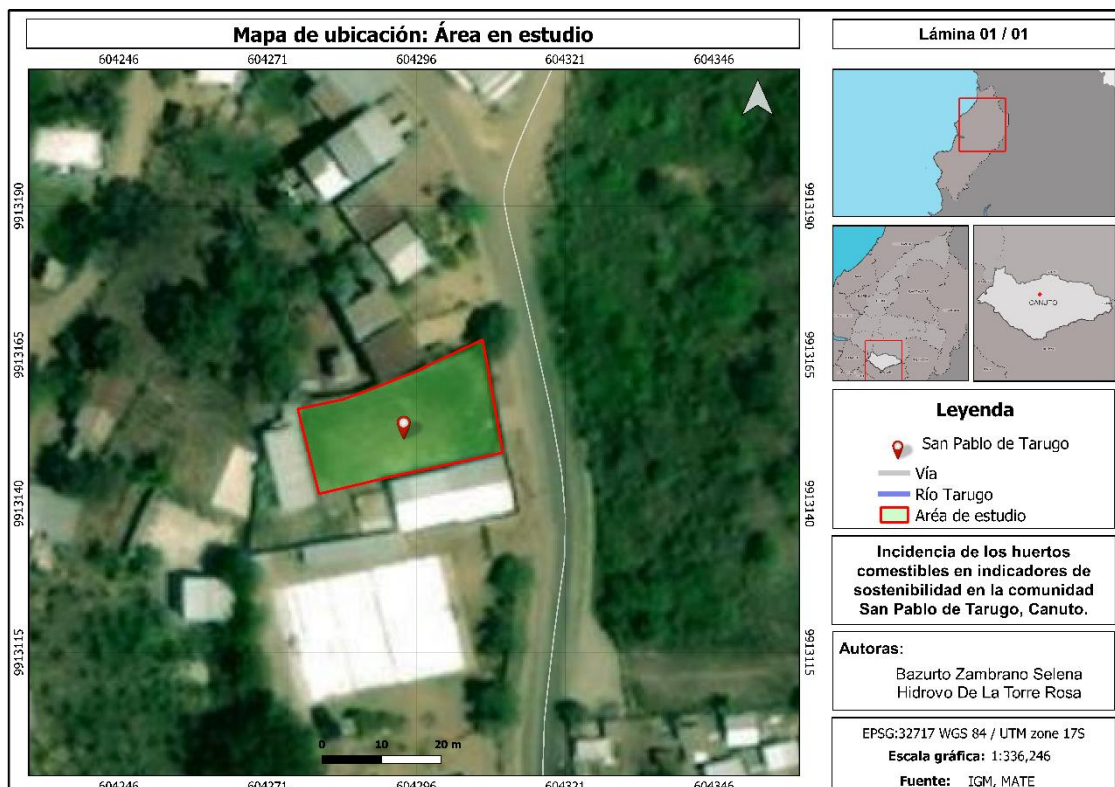 Mapa de ubicación: Área en estudio
Lámina 01 / 01
604246 604271 604296 604321 604346
9913190 9913190
9913165 9913165
9913140 9913140
9913115 9913115
0 10 20 m
604246 604271 604296 604321 604346
CANUTO
Leyenda
San Pablo de Tarugo
Vía
Río Tarugo
Aréa de estudio
Incidencia de los huertos
comestibles en indicadores de
sostenibilidad en la comunidad
San Pablo de Tarugo, Canuto.
Autoras:
Bazurto Zambrano Selena
Hidrovo De La Torre Rosa
EPSG:32717 WGS 84 / UTM zone 17S
Escala gráfica: 1:336,246
Fuente: IGM, MATE